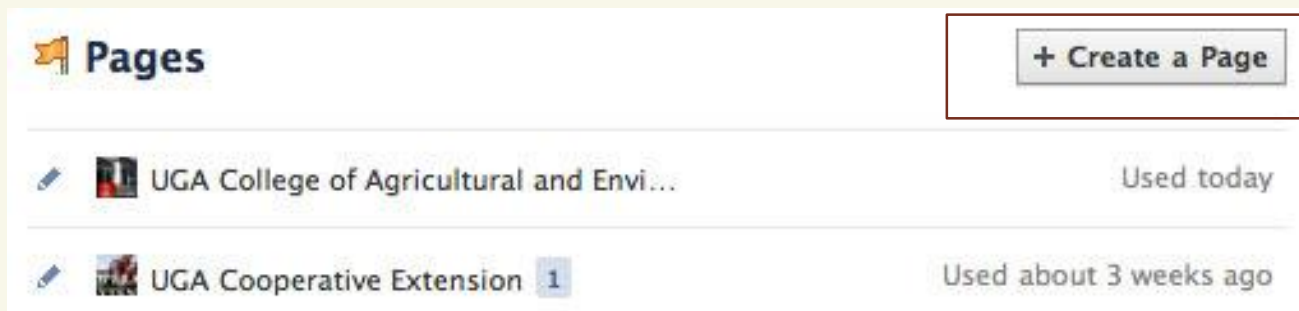 Pages
+ Create a Page
UGA College of Agricultural and Envi...
Used today
UGA Cooperative Extension 1
Used about 3 weeks ago